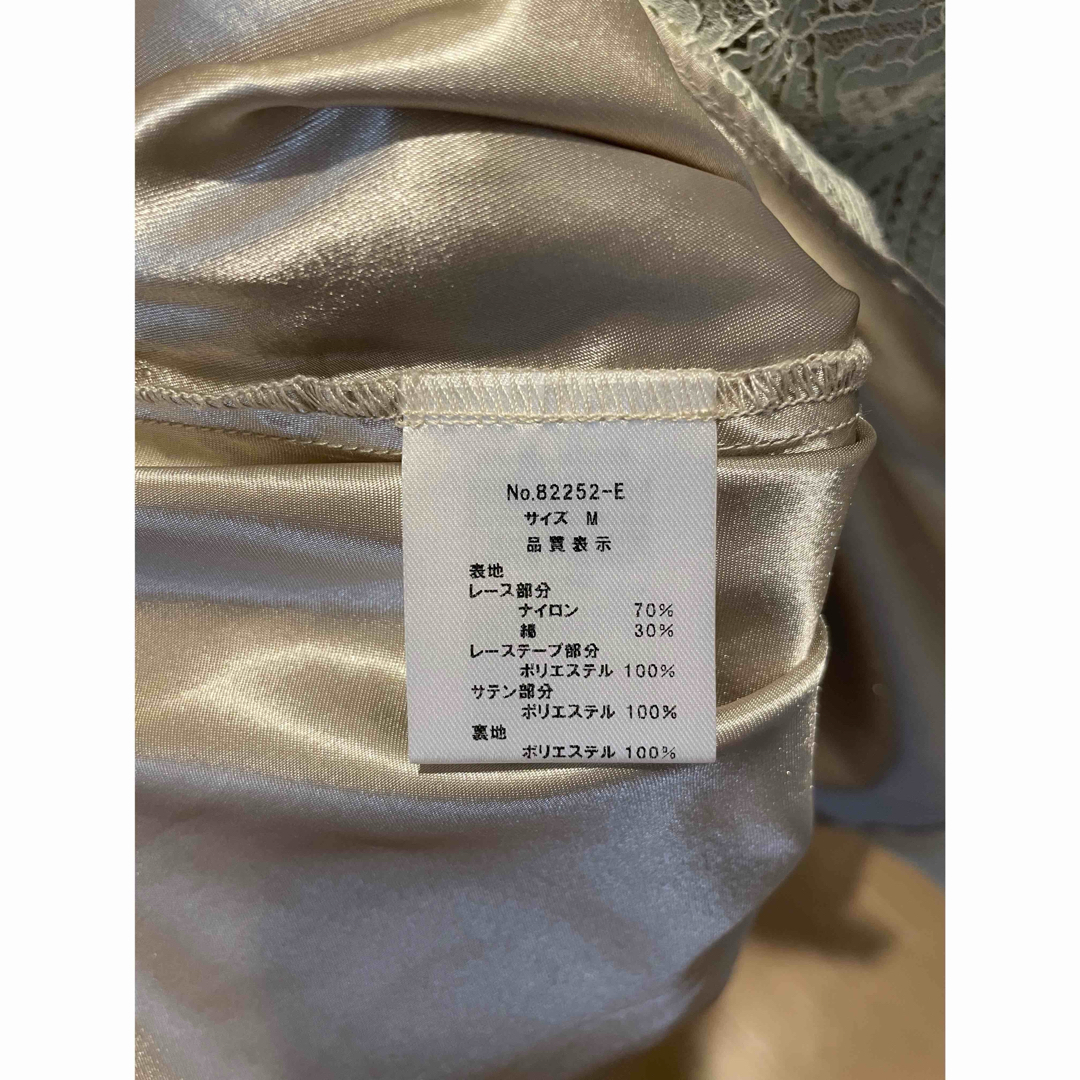 No.82252-E
サイズ M
品質表示
表地
レース部分
ナイロン 70%
綿 30%
レーステープ部分
ポリエステル 100%
サテン部分
ポリエステル 100%
裏地
ポリエステル 100%